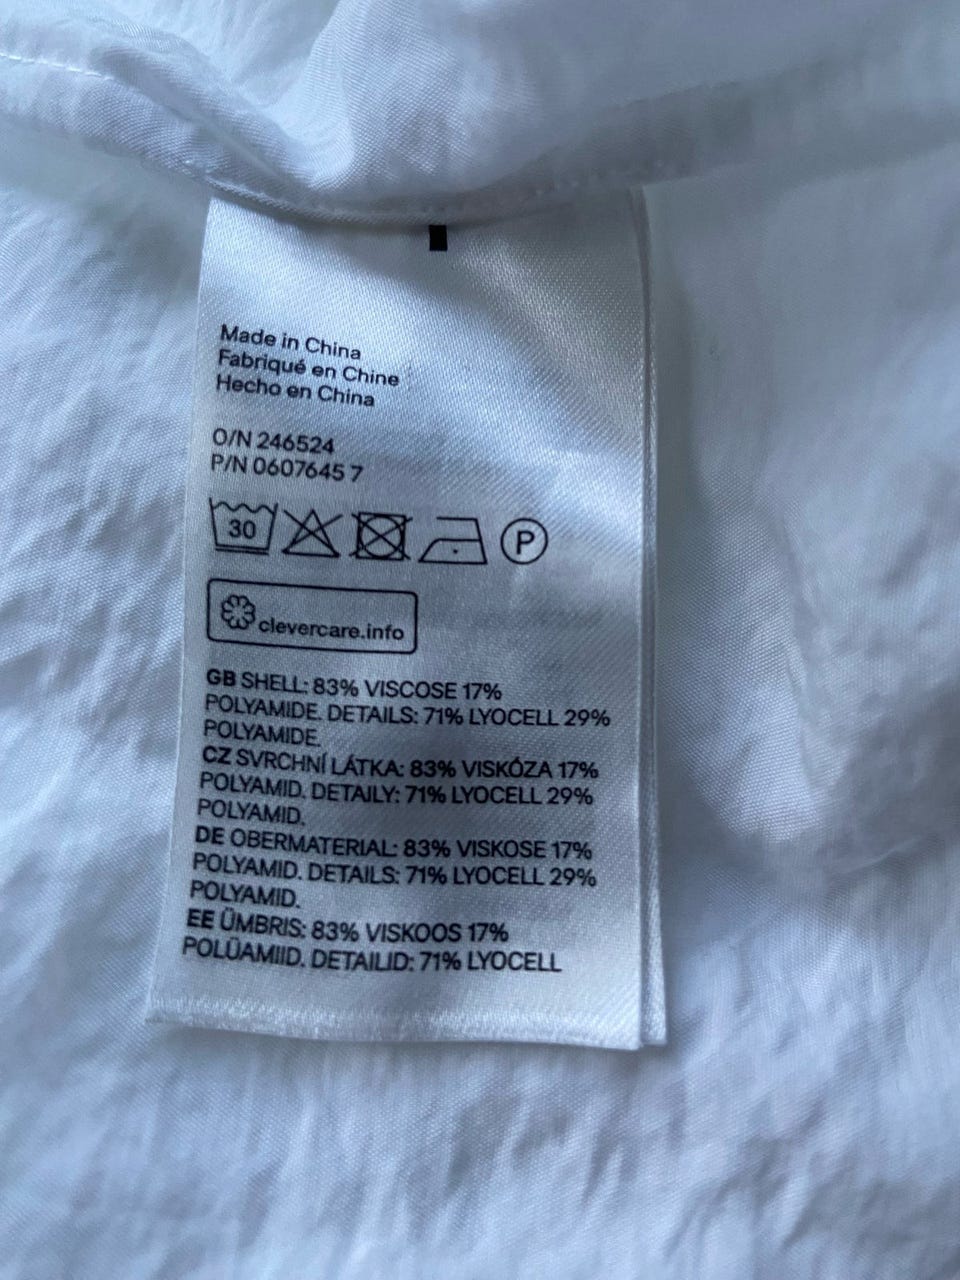 Made in China
Fabriqué en Chine
Hecho en China
O/N 246524
P/N 0607645 7
30
P
clevercare.info
GB SHELL: 83% VISCOSE 17%
POLYAMIDE. DETAILS: 71% LYOCELL 29%
POLYAMIDE.
CZ SVRCHNÍ LÁTKA: 83% VISKÓZA 17%
POLYAMID. DETAILY: 71% LYOCELL 29%
POLYAMID.
DE OBERMATERIAL: 83% VISKOSE 17%
POLYAMID. DETAILS: 71% LYOCELL 29%
POLYAMID.
EE ÜMBRIS: 83% VISKOOS 17%
POLÜAMIID. DETAILID: 71% LYOCELL